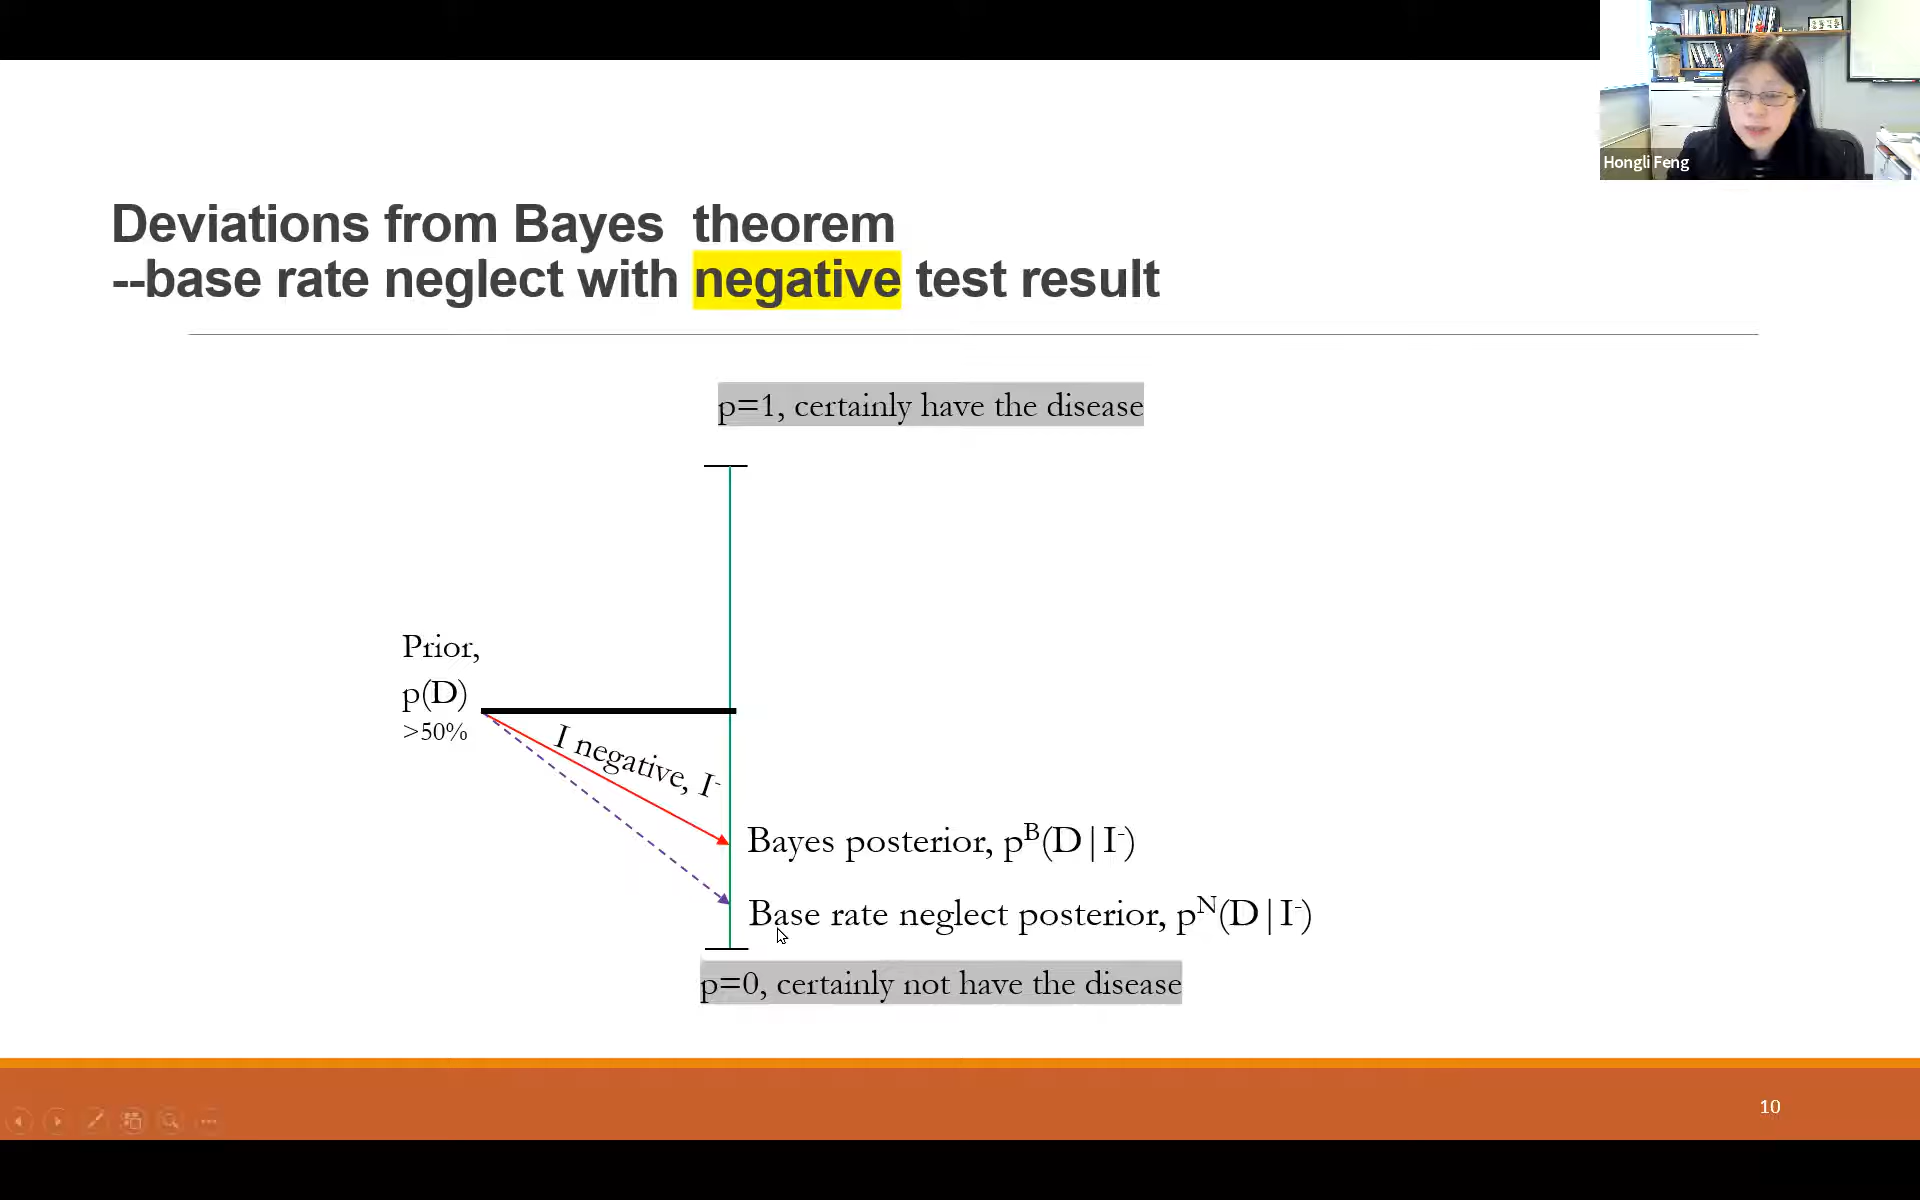 Hongli Feng
Deviations from Bayes theorem
--base rate neglect with negative test result
p=1, certainly have the disease
Prior,
p(D)
>50%
I negative, I-
Bayes posterior, pB(D|I-)
Base rate neglect posterior, pN(D|I-)
p=0, certainly not have the disease
10